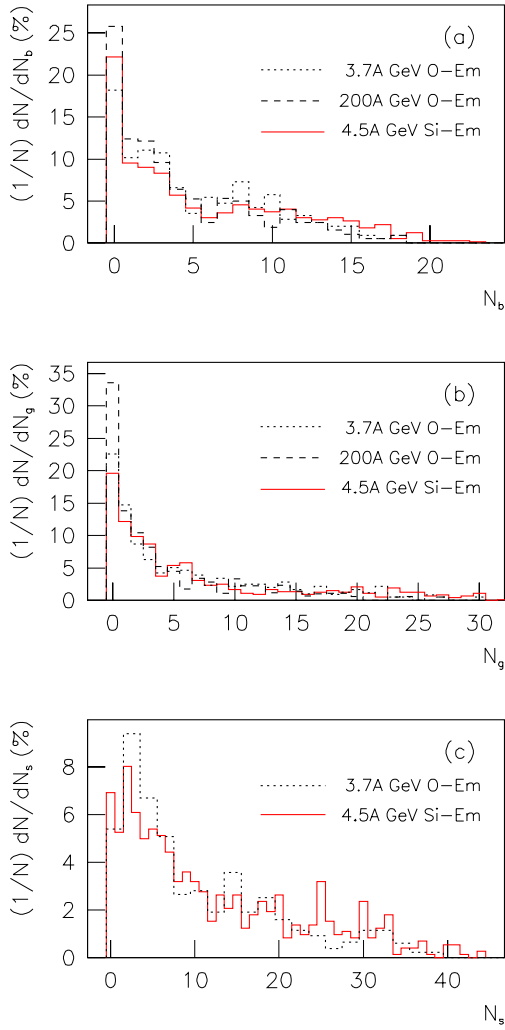 (1/N) dN/dN_b (%)
25
20
15
10
5
0
(a)
3.7A GeV O-Em
200A GeV O-Em
4.5A GeV Si-Em
0 5 10 15 20
N_b
(1/N) dN/dN_g (%)
35
30
25
20
15
10
5
0
(b)
3.7A GeV O-Em
200A GeV O-Em
4.5A GeV Si-Em
0 5 10 15 20 25 30
N_g
(1/N) dN/dN_s (%)
8
6
4
2
0
(c)
3.7A GeV O-Em
4.5A GeV Si-Em
0 10 20 30 40
N_s